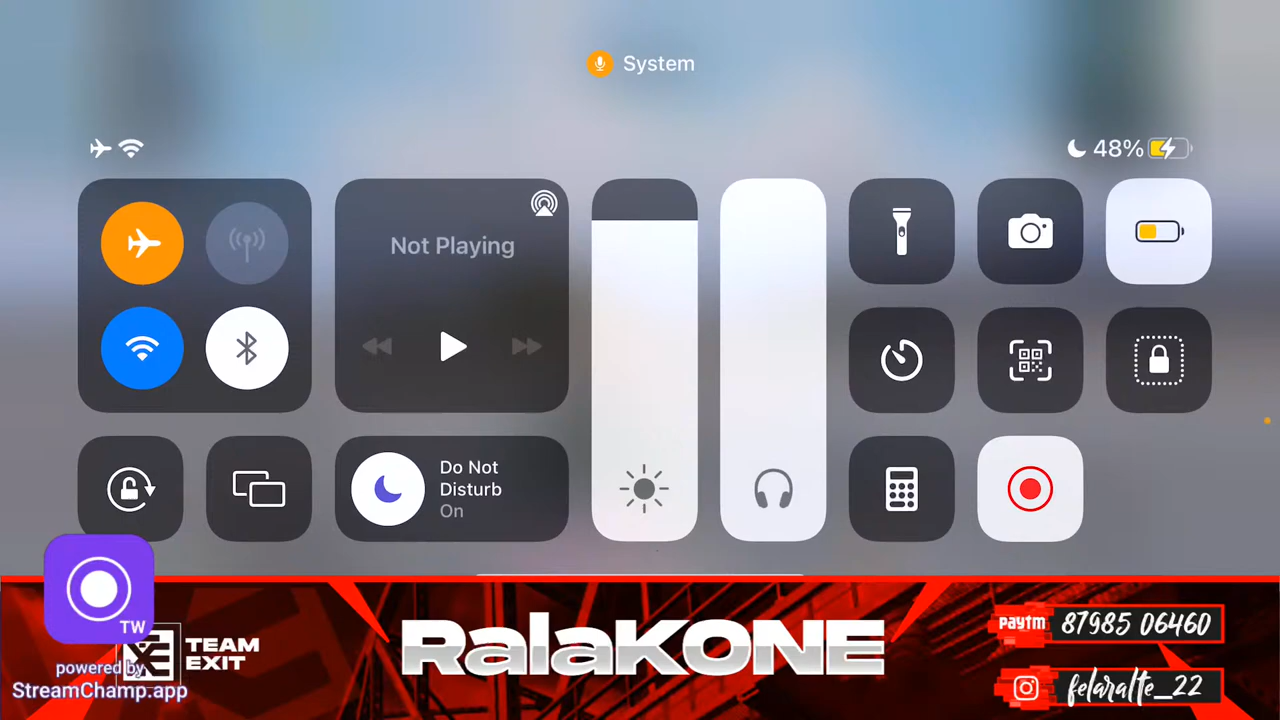 System
48%
Not Playing
Do Not
Disturb
On
TW
powered by
StreamChamp.app
TEAM
EXIT
RalaKONE
paytm
87985 06460
felaralte_22